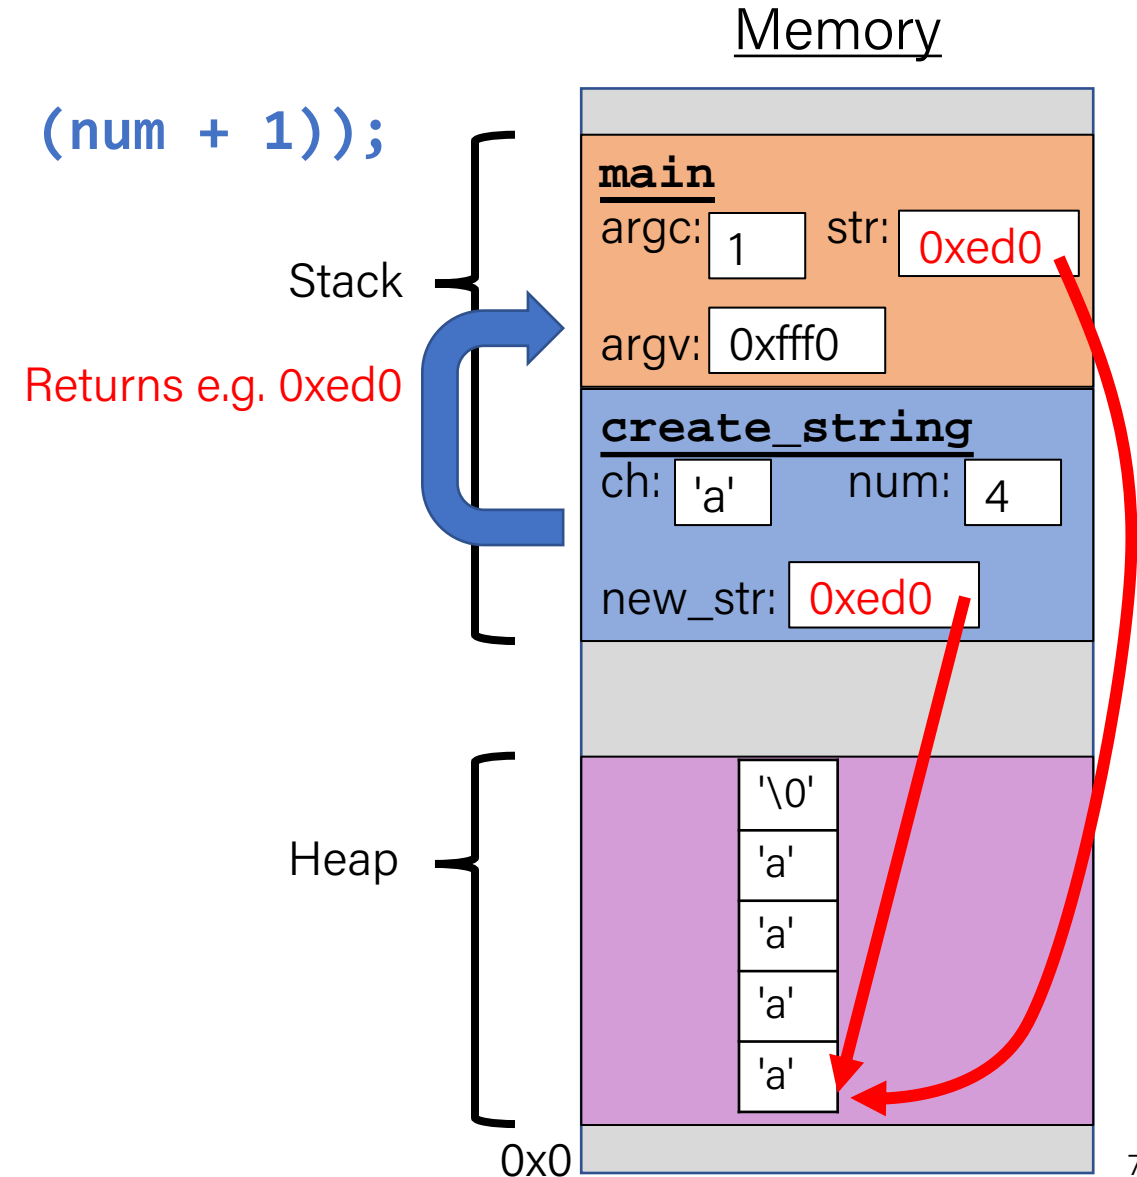 Memory
(num + 1));
main
argc: 1 str: 0xed0
Stack
argv: 0xfff0
Returns e.g. 0xed0
create_string
ch: 'a' num: 4
new_str: 0xed0
'\0'
'a'
Heap
'a'
'a'
'a'
0x0
7